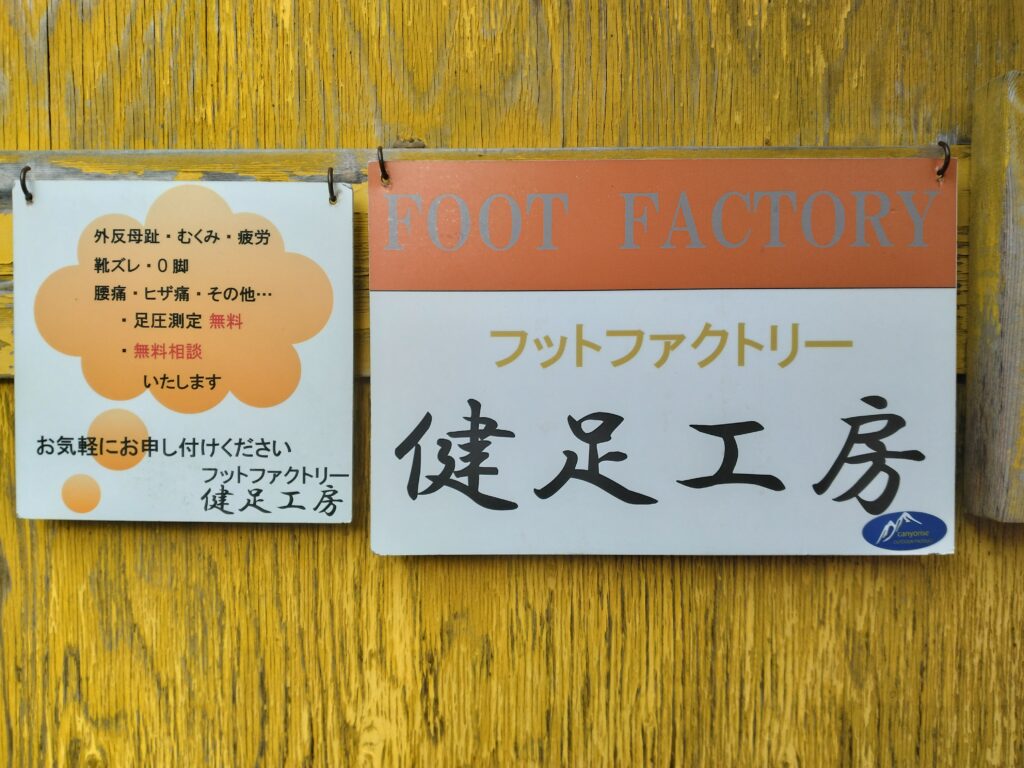 外反母趾・むくみ・疲労
靴ズレ・O脚
腰痛・ヒザ痛・その他…
・足圧測定 無料
・無料相談
いたします
お気軽にお申し付けください
フットファクトリー
健足工房
FOOT FACTORY
フットファクトリー
健足工房
canyonse